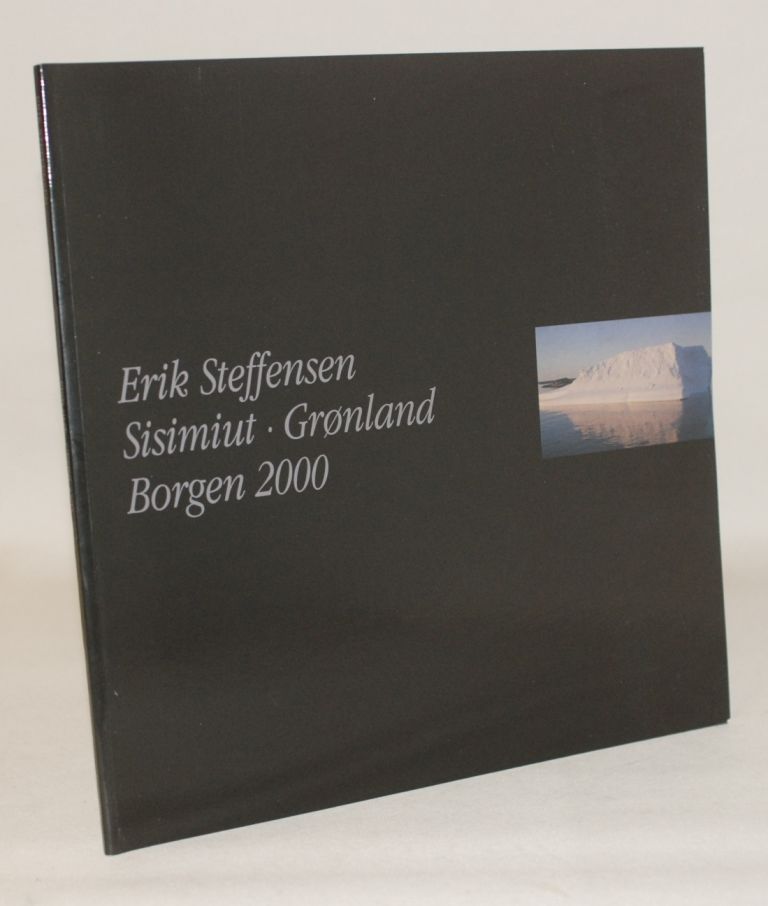 Erik Steffensen
Sisimiut · Grønland
Borgen 2000